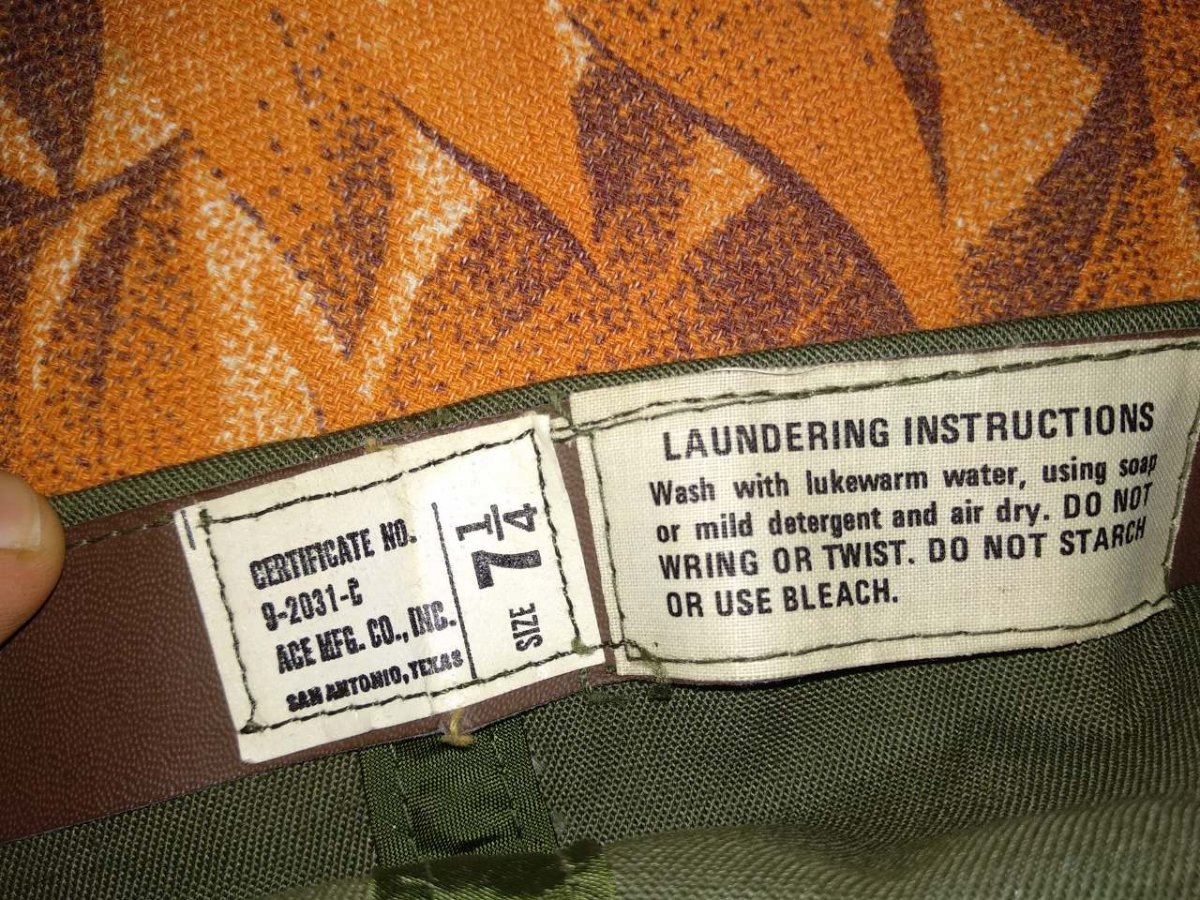 CERTIFICATE NO.
9-2031-C
ACE MFG. CO., INC.
SAN ANTONIO, TEXAS
SIZE 7 1/4
LAUNDERING INSTRUCTIONS
Wash with lukewarm water, using soap
or mild detergent and air dry. DO NOT
WRING OR TWIST. DO NOT STARCH
OR USE BLEACH.